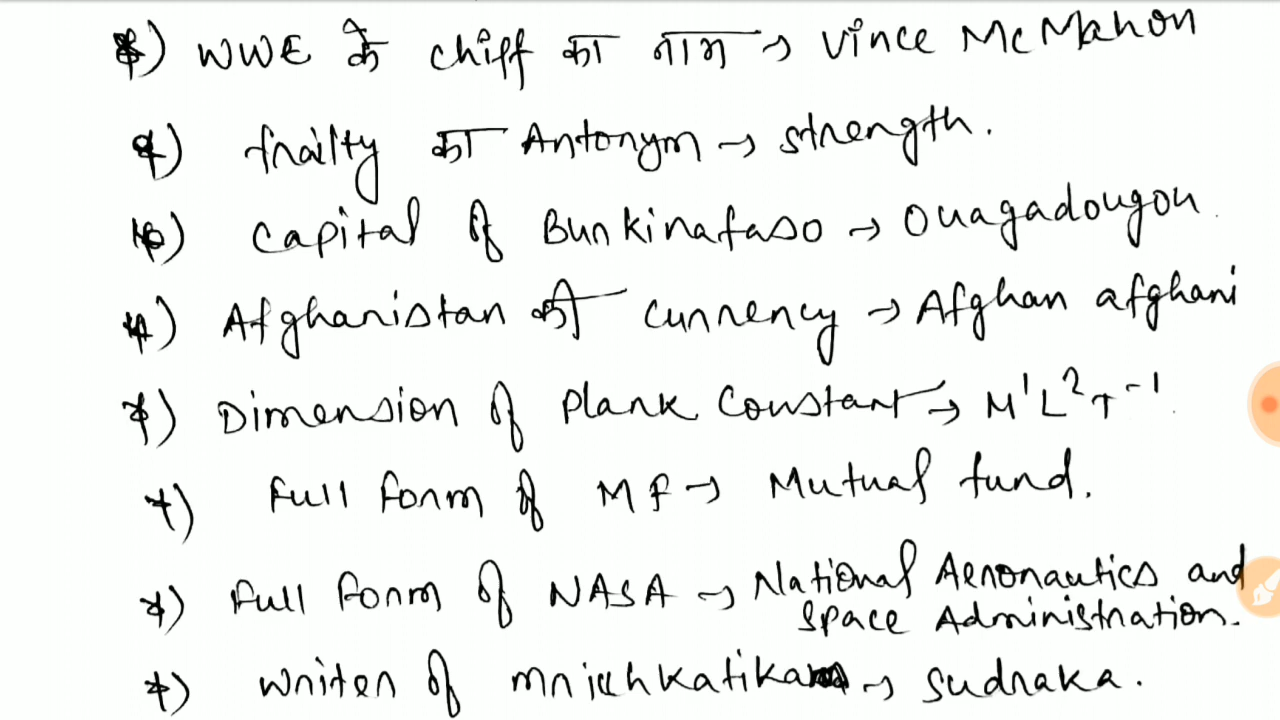 *) WWE के chiff का नाम → Vince McMahon
*) frailty का Antonym → strength.
*) Capital of Burkinafaso → Ouagadougou
*) Afghanistan की currency → Afghan afghani
*) Dimension of plank constant → M¹L²T⁻¹
*) full form of MF → Mutual fund.
*) full form of NASA → National Aeronautics and
Space Administration.
*) writer of mrichkatika → sudraka.